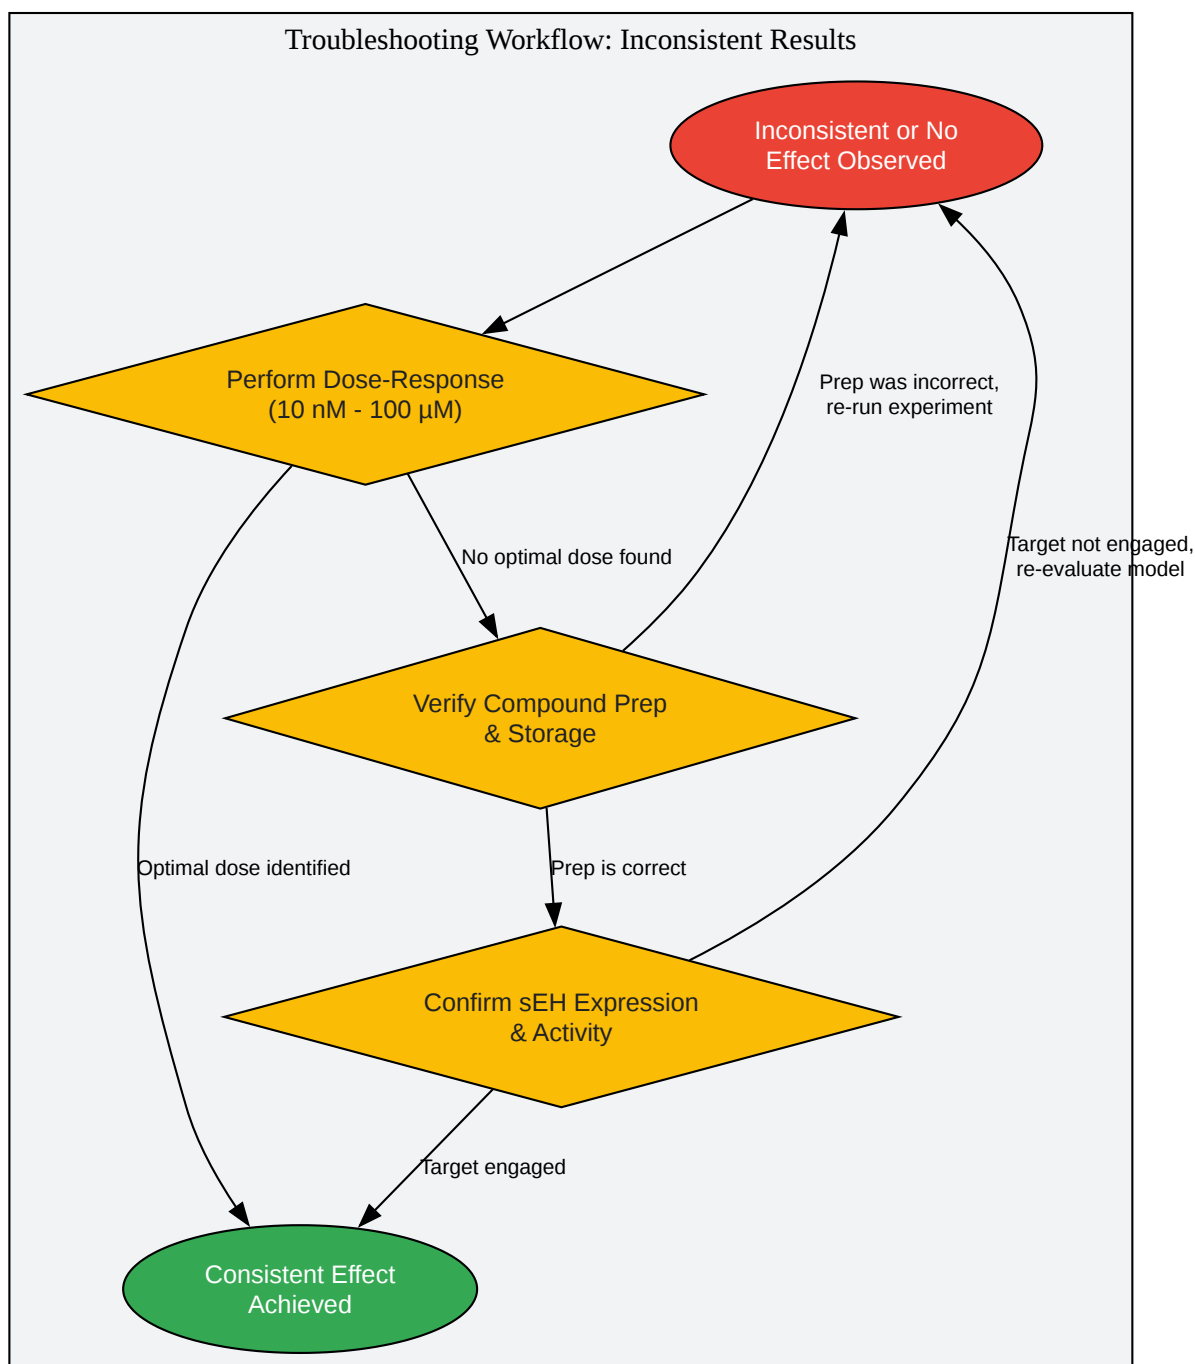 Troubleshooting Workflow: Inconsistent Results
Inconsistent or No
Effect Observed
Perform Dose-Response
(10 nM - 100 µM)
Prep was incorrect,
re-run experiment
No optimal dose found
Target not engaged,
re-evaluate model
Verify Compound Prep
& Storage
Optimal dose identified
Prep is correct
Confirm sEH Expression
& Activity
Target engaged
Consistent Effect
Achieved